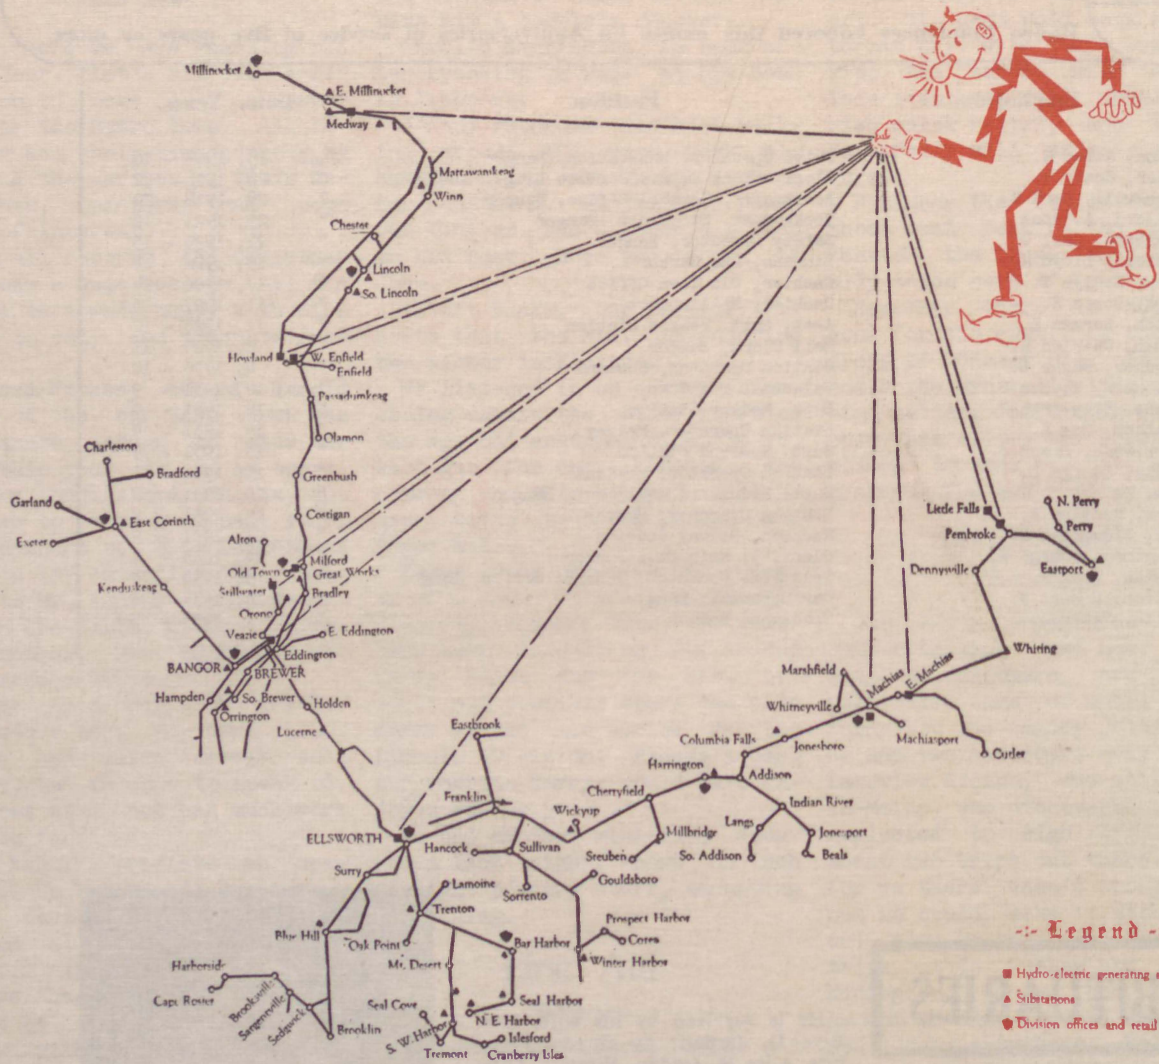 Millinocket
E. Millinocket
Medway
Mattawamkeag
Winn
Chester
Lincoln
So. Lincoln
Howland
W. Enfield
Enfield
Passadumkeag
Olamon
Charleston
Bradford
Greenbush
Garland
East Corinth
Costigan
Little Falls
N. Perry
Perry
Pembroke
Exeter
Alton
Milford
Old Town
Great Works
Dennysville
Eastport
Kenduskeag
Stillwater
Bradley
Orono
Veazie
E. Eddington
Eddington
Whiting
BANGOR
BREWER
Marshfield
Machias
E. Machias
Hampden
So. Brewer
Holden
Whitneyville
Orrington
Eastbrook
Machiasport
Lucerne
Columbia Falls
Jonesboro
Cutler
Harrington
Addison
Franklin
Cherryfield
Wickyup
Indian River
ELLSWORTH
Langs
Jonesport
Hancock
Sullivan
Millbridge
Steuben
So. Addison
Beals
Surry
Gouldsboro
Lamoine
Sorrento
Trenton
Prospect Harbor
Blue Hill
Oak Point
Bar Harbor
Corea
Winter Harbor
Mt. Desert
-:- Legend -
Harborside
Hydro-electric generating
Cape Rosier
Brooksville
Seal Cove
Seal Harbor
Substations
Sargentville
N. E. Harbor
Sedgwick
Brooklin
S. W. Harbor
Islesford
Division offices and retail
Tremont
Cranberry Isles